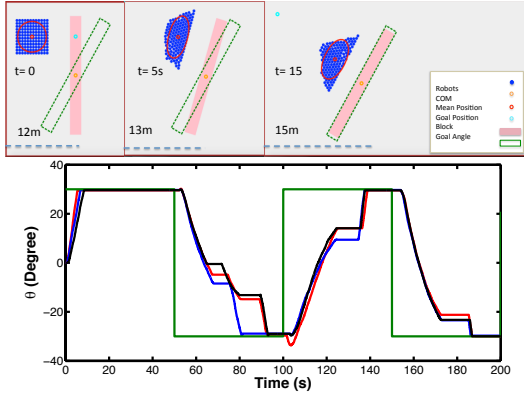 t= 0
12m
t= 5s
13m
t= 15
15m
Robots
COM
Mean Position
Goal Position
Block
Goal Angle
40
20
0
-20
-40
θ (Degree)
0 20 40 60 80 100 120 140 160 180 200
Time (s)